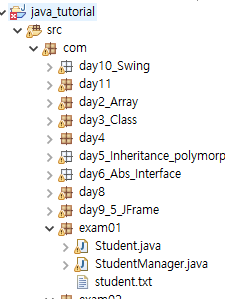 java_tutorial
src
com
day10_Swing
day11
day2_Array
day3_Class
day4
day5_Inheritance_polymorp
day6_Abs_Interface
day8
day9_5_JFrame
exam01
Student.java
StudentManager.java
student.txt
exam02